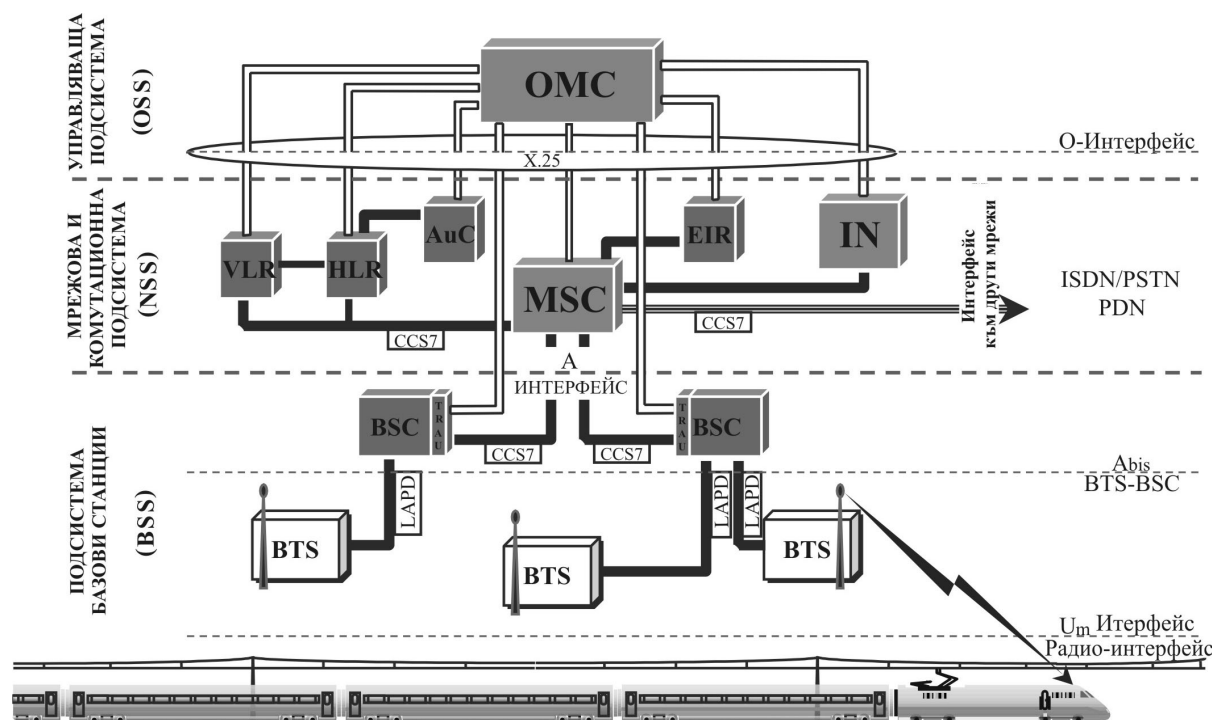 УПРАВЛЯВАЩА
ПОДСИСТЕМА
(OSS)
OMC
X.25
O-Интерфейс
МРЕЖОВА И
КОМУТАЦИОННА
ПОДСИСТЕМА
(NSS)
VLR
HLR
AuC
EIR
IN
MSC
CCS7
CCS7
Интерфейс
към други мрежи
ISDN/PSTN
PDN
A
ИНТЕРФЕЙС
ПОДСИСТЕМА
БАЗОВИ СТАНЦИИ
(BSS)
BSC
TRAU
TRAU
BSC
CCS7
CCS7
Abis
BTS-BSC
LAPD
LAPD
LAPD
BTS
BTS
BTS
Um Итерфейс
Радио-интерфейс